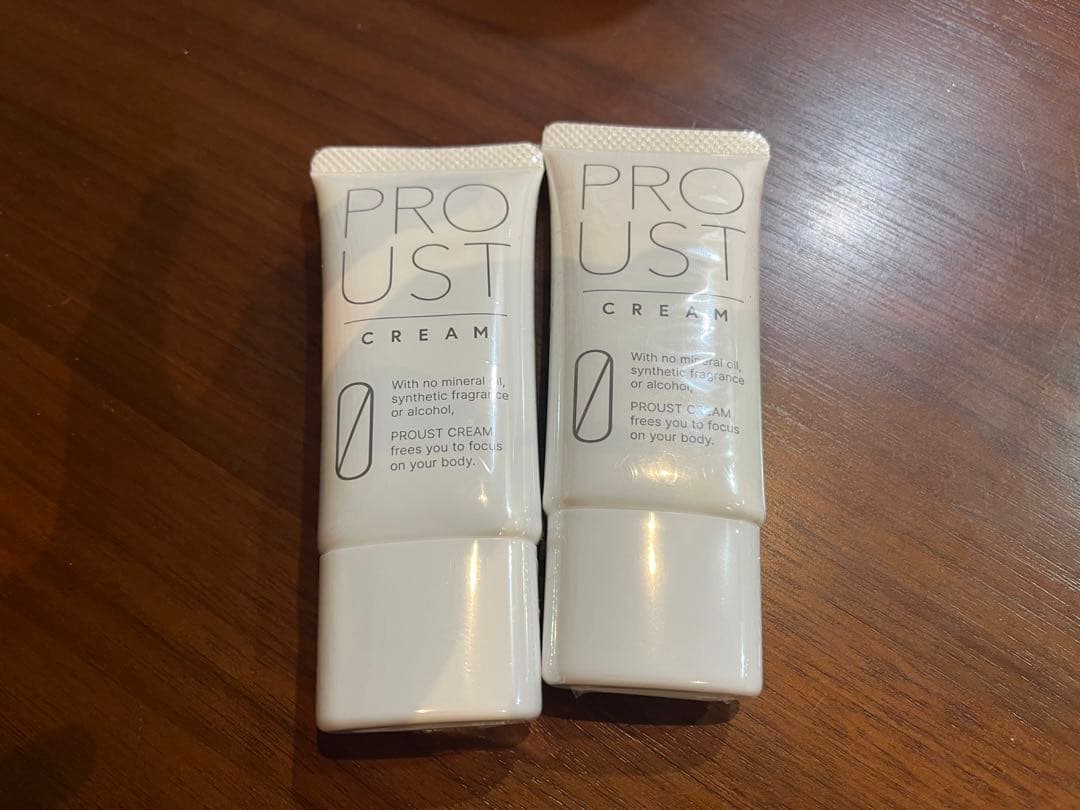 PRO
UST
CREAM
0
With no mineral oil,
synthetic fragrance
or alcohol,
PROUST CREAM
frees you to focus
on your body.
PRO
UST
CREAM
0
With no mineral oil,
synthetic fragrance
or alcohol,
PROUST CREAM
frees you to focus
on your body.